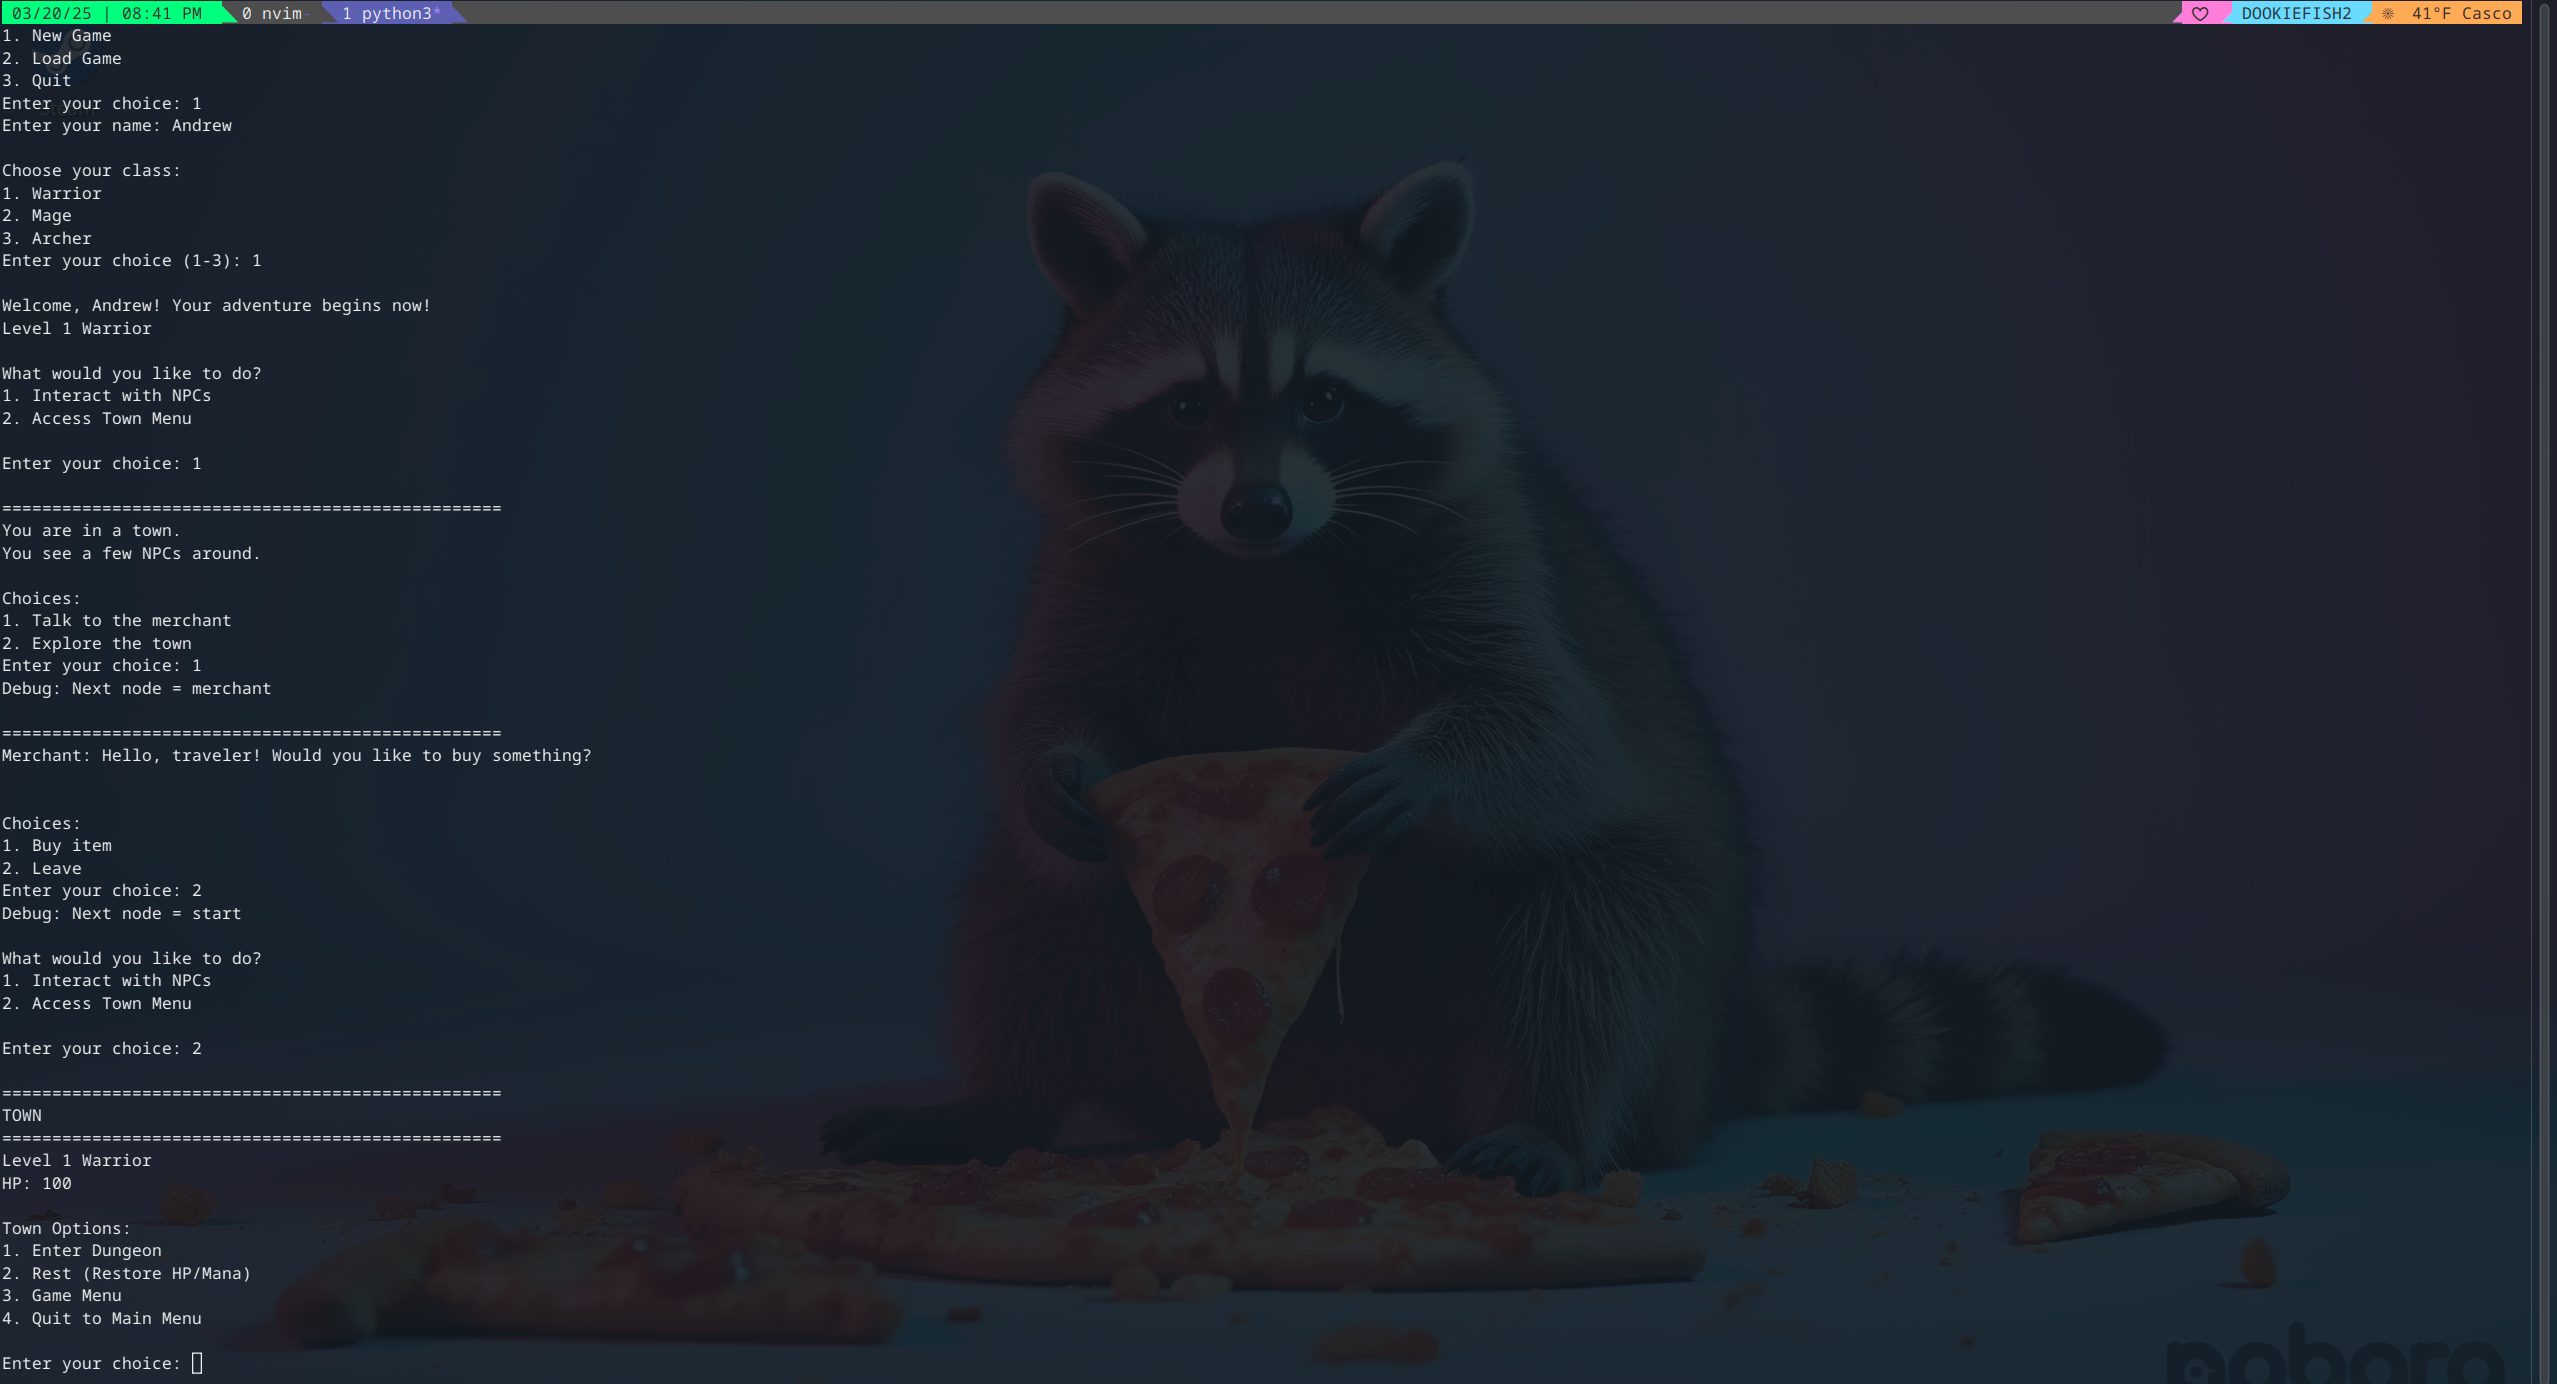 03/20/25 | 08:41 PM 0 nvim- 1 python3* ♡ DOOKIEFISH2 ☀ 41°F Casco
1. New Game
2. Load Game
3. Quit
Enter your choice: 1
Steam
Enter your name: Andrew
Choose your class:
1. Warrior
2. Mage
3. Archer
Enter your choice (1-3): 1
Welcome, Andrew! Your adventure begins now!
Level 1 Warrior
What would you like to do?
1. Interact with NPCs
2. Access Town Menu
Enter your choice: 1
==================================================
You are in a town.
You see a few NPCs around.
Choices:
1. Talk to the merchant
2. Explore the town
Enter your choice: 1
Debug: Next node = merchant
==================================================
Merchant: Hello, traveler! Would you like to buy something?
Choices:
1. Buy item
2. Leave
Enter your choice: 2
Debug: Next node = start
What would you like to do?
1. Interact with NPCs
2. Access Town Menu
Enter your choice: 2
==================================================
TOWN
==================================================
Level 1 Warrior
HP: 100
Town Options:
1. Enter Dungeon
2. Rest (Restore HP/Mana)
3. Game Menu
4. Quit to Main Menu
Enter your choice:
nobara